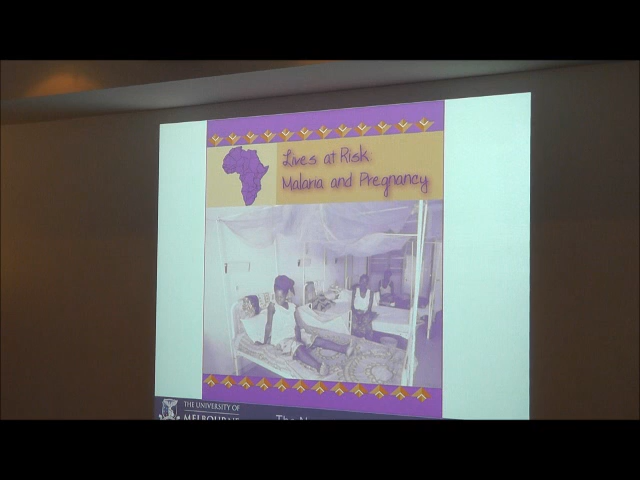 Lives at Risk:
Malaria and Pregnancy
THE UNIVERSITY OF
MELBOURNE